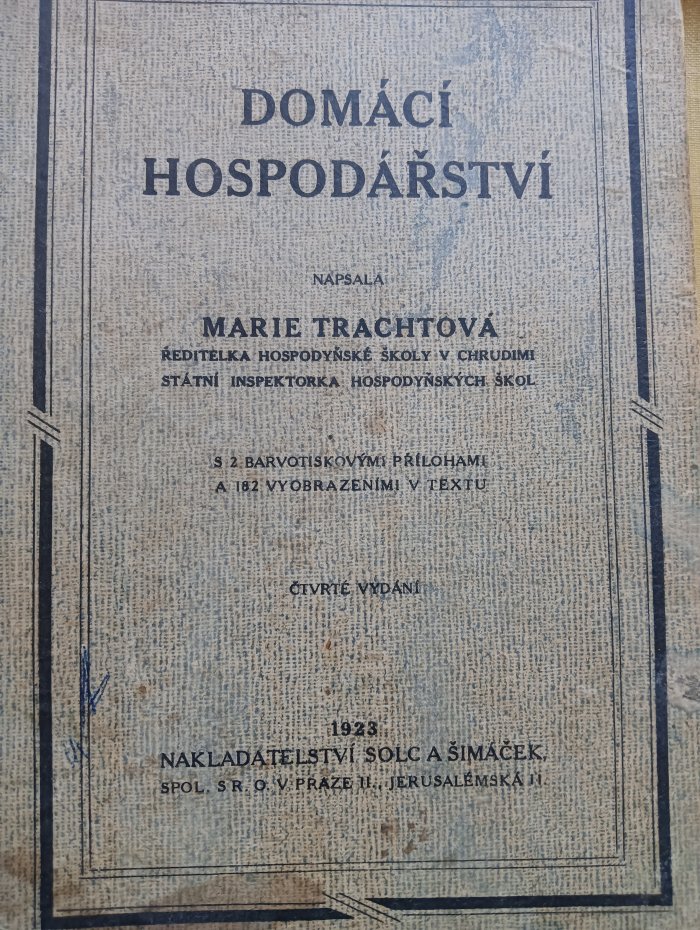 DOMÁCÍ
HOSPODÁŘSTVÍ
NAPSALA
MARIE TRACHTOVÁ
ŘEDITELKA HOSPODYŇSKÉ ŠKOLY V CHRUDIMI
STÁTNÍ INSPEKTORKA HOSPODYŇSKÝCH ŠKOL
S 2 BARVOTISKOVÝMI PŘÍLOHAMI
A 182 VYOBRAZENÍMI V TEXTU
ČTVRTÉ VYDÁNÍ
1923
NAKLADATELSTVÍ ŠOLC A ŠIMÁČEK,
SPOL. S R. O. V PRAZE II., JERUSALÉMSKÁ 11.